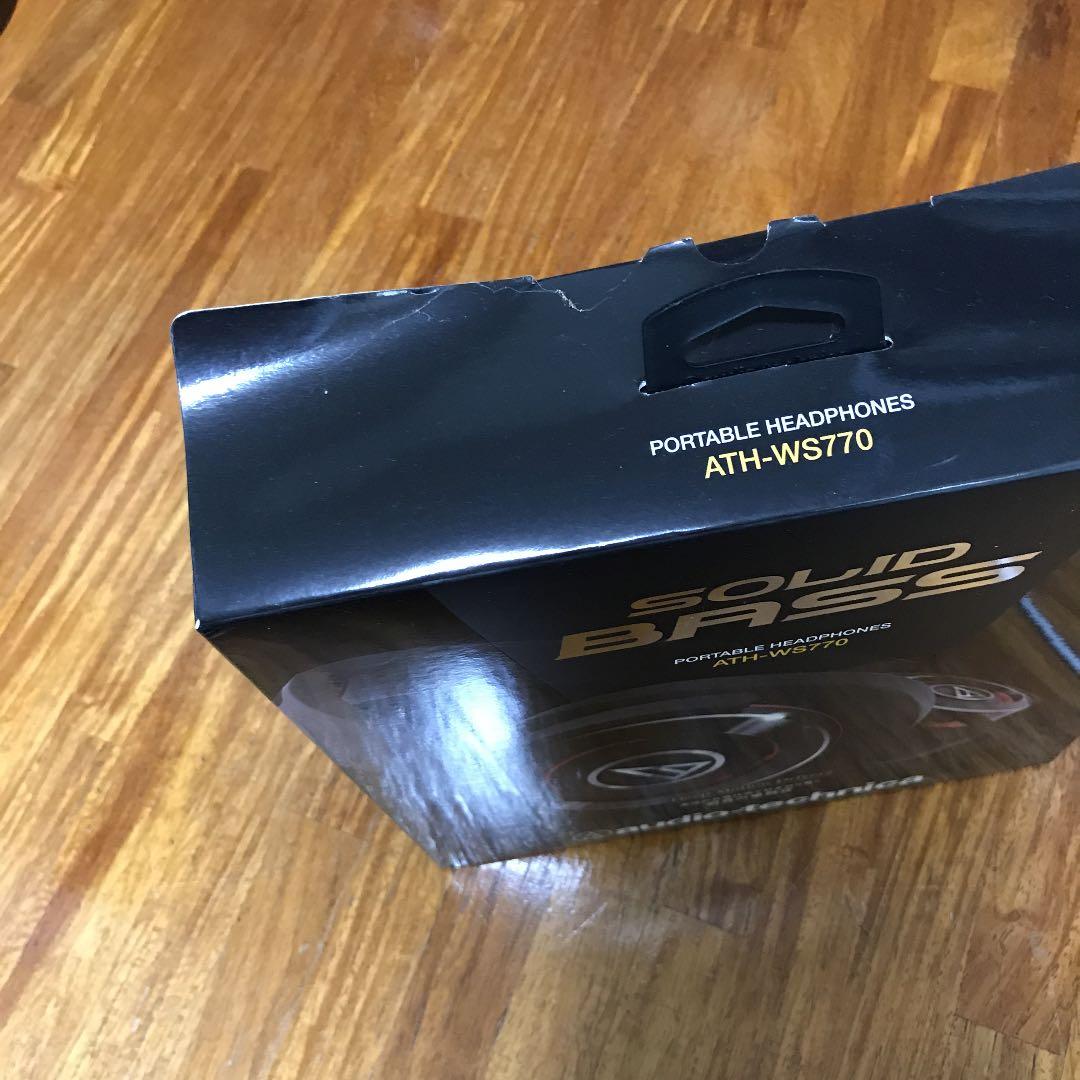 PORTABLE HEADPHONES
ATH-WS770
SOLID
BASS
PORTABLE HEADPHONES
ATH-WS770
audio-technica